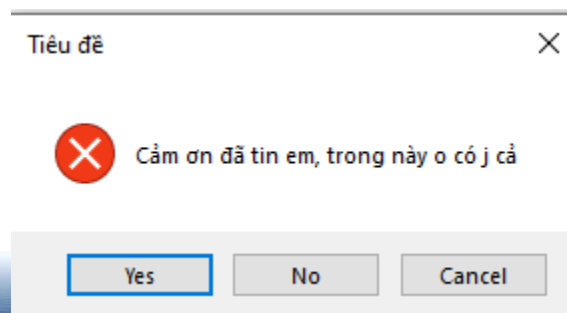 Tiêu đề
Cảm ơn đã tin em, trong này o có j cả
Yes No Cancel